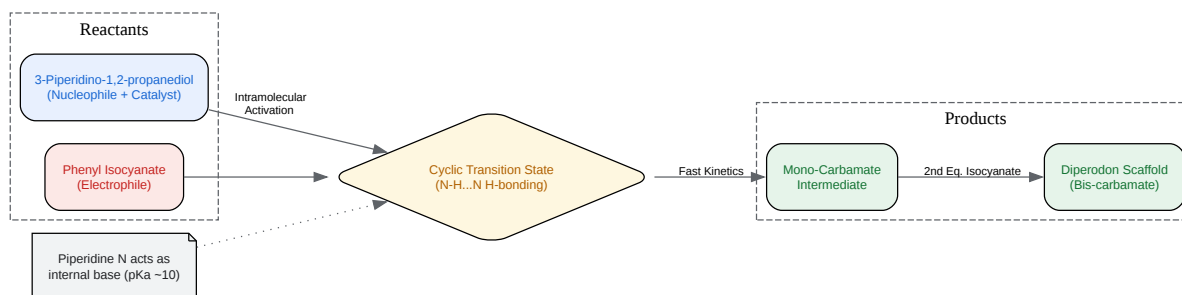 Reactants
3-Piperidino-1,2-propanediol
(Nucleophile + Catalyst)
Intramolecular
Activation
Phenyl Isocyanate
(Electrophile)
Piperidine N acts as
internal base (pKa ~10)
Cyclic Transition State
(N-H...N H-bonding)
Fast Kinetics
Products
Mono-Carbamate
Intermediate
2nd Eq. Isocyanate
Diperodon Scaffold
(Bis-carbamate)